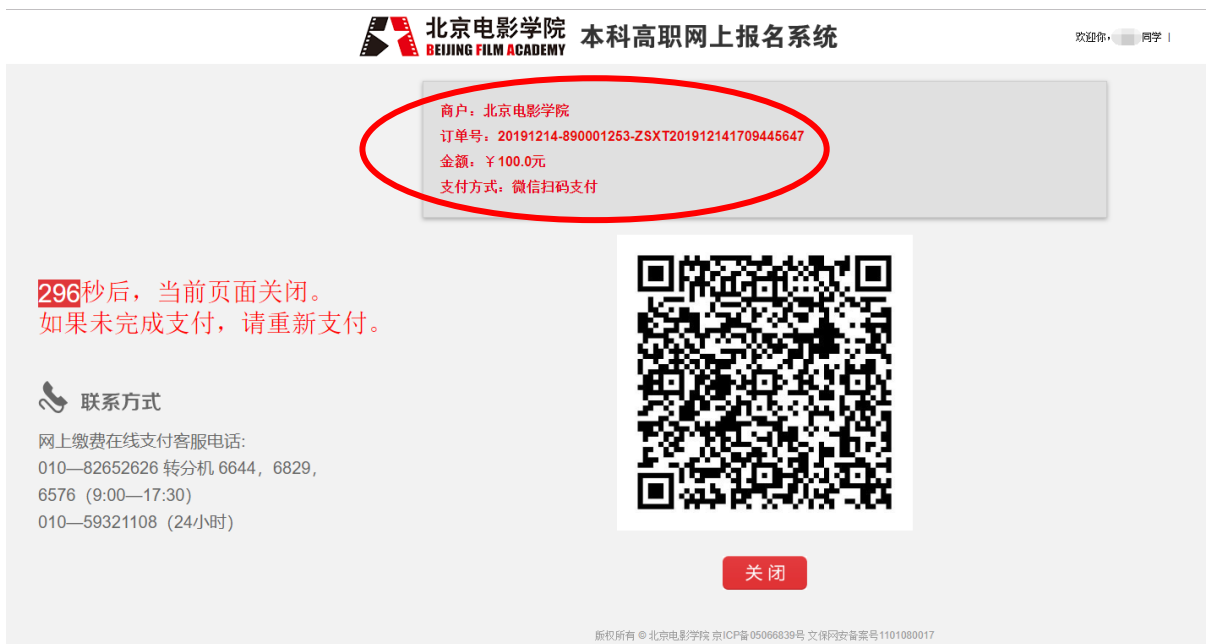 北京电影学院
BEIJING FILM ACADEMY
本科高职网上报名系统
欢迎你， 同学
商户：北京电影学院
订单号：20191214-890001253-ZSXT201912141709445647
金额：￥100.0元
支付方式：微信扫码支付
296秒后，当前页面关闭。
如果未完成支付，请重新支付。
联系方式
网上缴费在线支付客服电话:
010—82652626 转分机 6644，6829，
6576（9:00—17:30）
010—59321108（24小时）
关闭
版权所有 © 北京电影学院 京ICP备05066839号 文保网安备案号1101080017